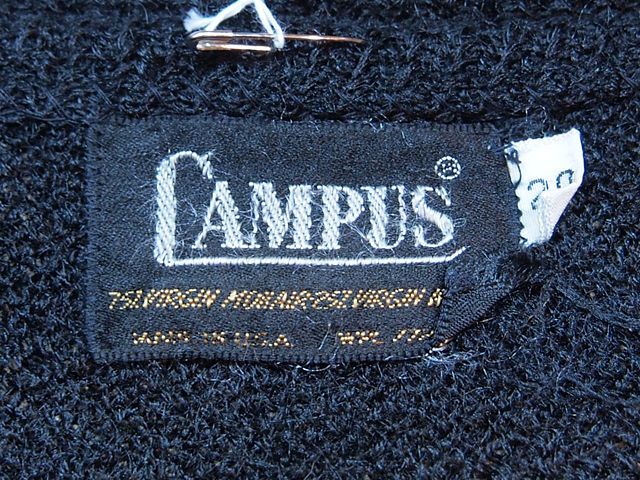 CAMPUS®
75% VIRGIN MOHAIR 25% VIRGIN
MADE IN U.S.A. WPL